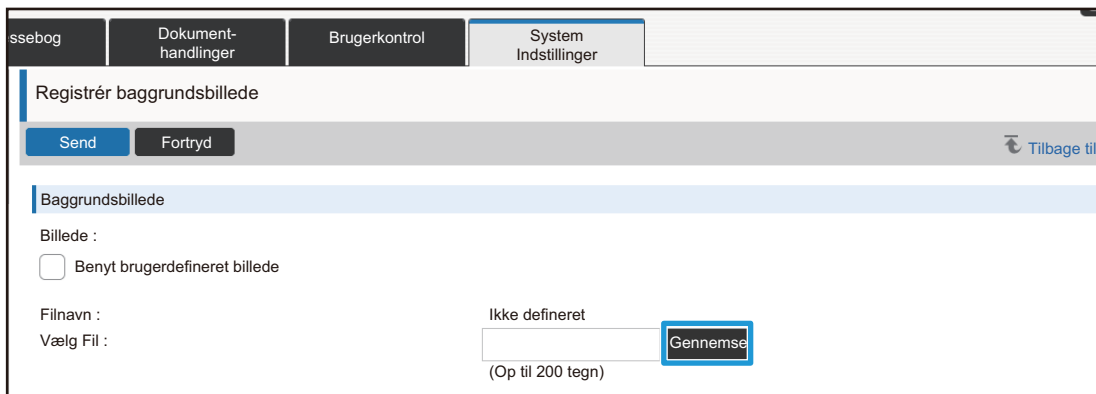 ssebog
Dokument-
handlinger
Brugerkontrol
System
Indstillinger
Registrér baggrundsbillede
Send
Fortryd
Tilbage til
Baggrundsbillede
Billede :
Benyt brugerdefineret billede
Filnavn :
Ikke defineret
Vælg Fil :
Gennemse
(Op til 200 tegn)